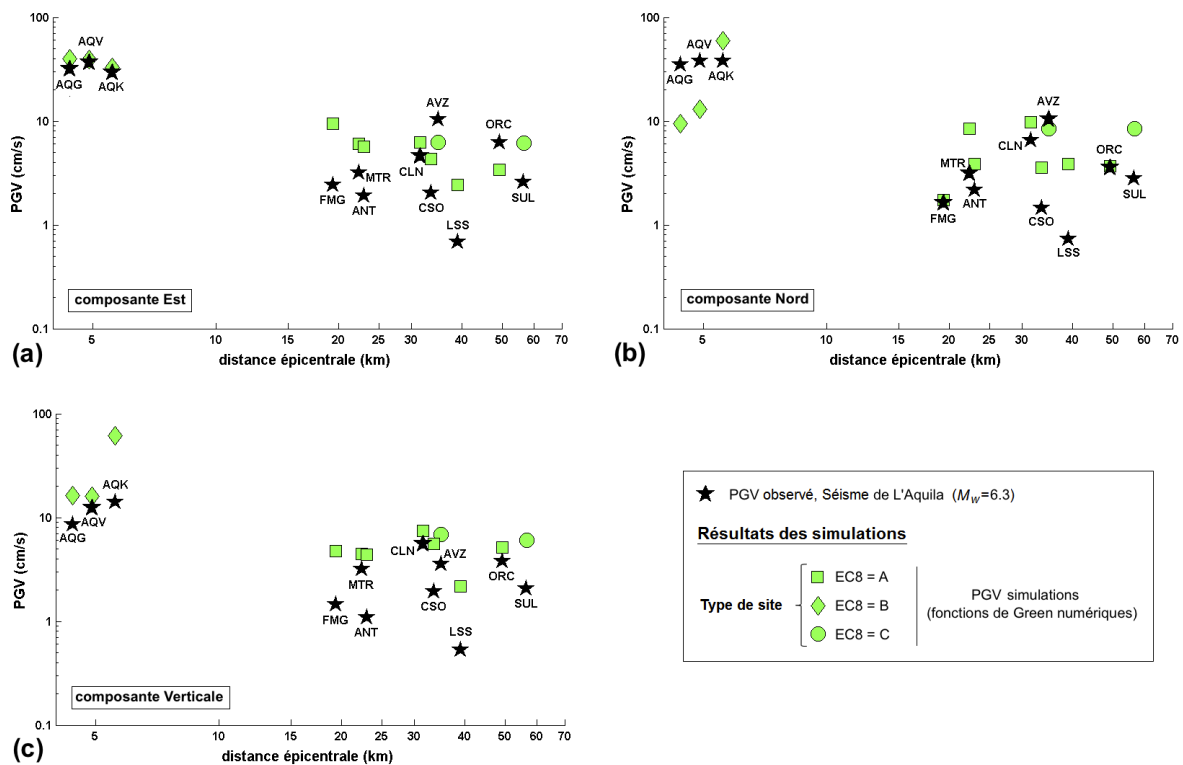 100
10
1
0.1
PGV (cm/s)
AQV
AQG
AQK
AVZ
ORC
CLN
MTR
FMG
ANT
CSO
SUL
LSS
composante Est
5
10
15
20
30
40
50
60
70
distance épicentrale (km)
(a)
100
10
1
0.1
PGV (cm/s)
AQV
AQG
AQK
AVZ
CLN
ORC
MTR
SUL
ANT
FMG
CSO
LSS
composante Nord
5
10
15
20
30
40
50
60
70
distance épicentrale (km)
(b)
100
10
1
0.1
PGV (cm/s)
AQK
AQV
AQG
CLN
AVZ
MTR
ORC
CSO
SUL
FMG
ANT
LSS
composante Verticale
5
10
15
20
30
40
50
60
70
distance épicentrale (km)
(c)
PGV observé, Séisme de L'Aquila (Mw=6.3)
Résultats des simulations
Type de site
EC8 = A
EC8 = B
EC8 = C
PGV simulations
(fonctions de Green numériques)